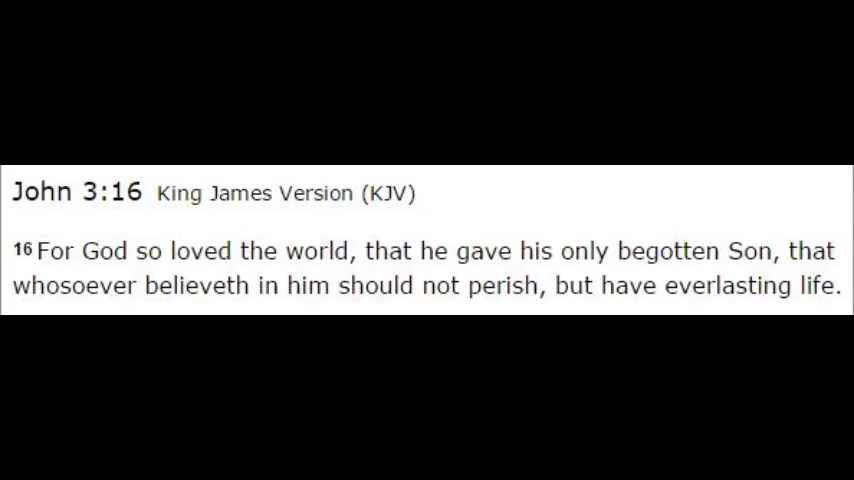 John 3:16 King James Version (KJV)
16 For God so loved the world, that he gave his only begotten Son, that
whosoever believeth in him should not perish, but have everlasting life.